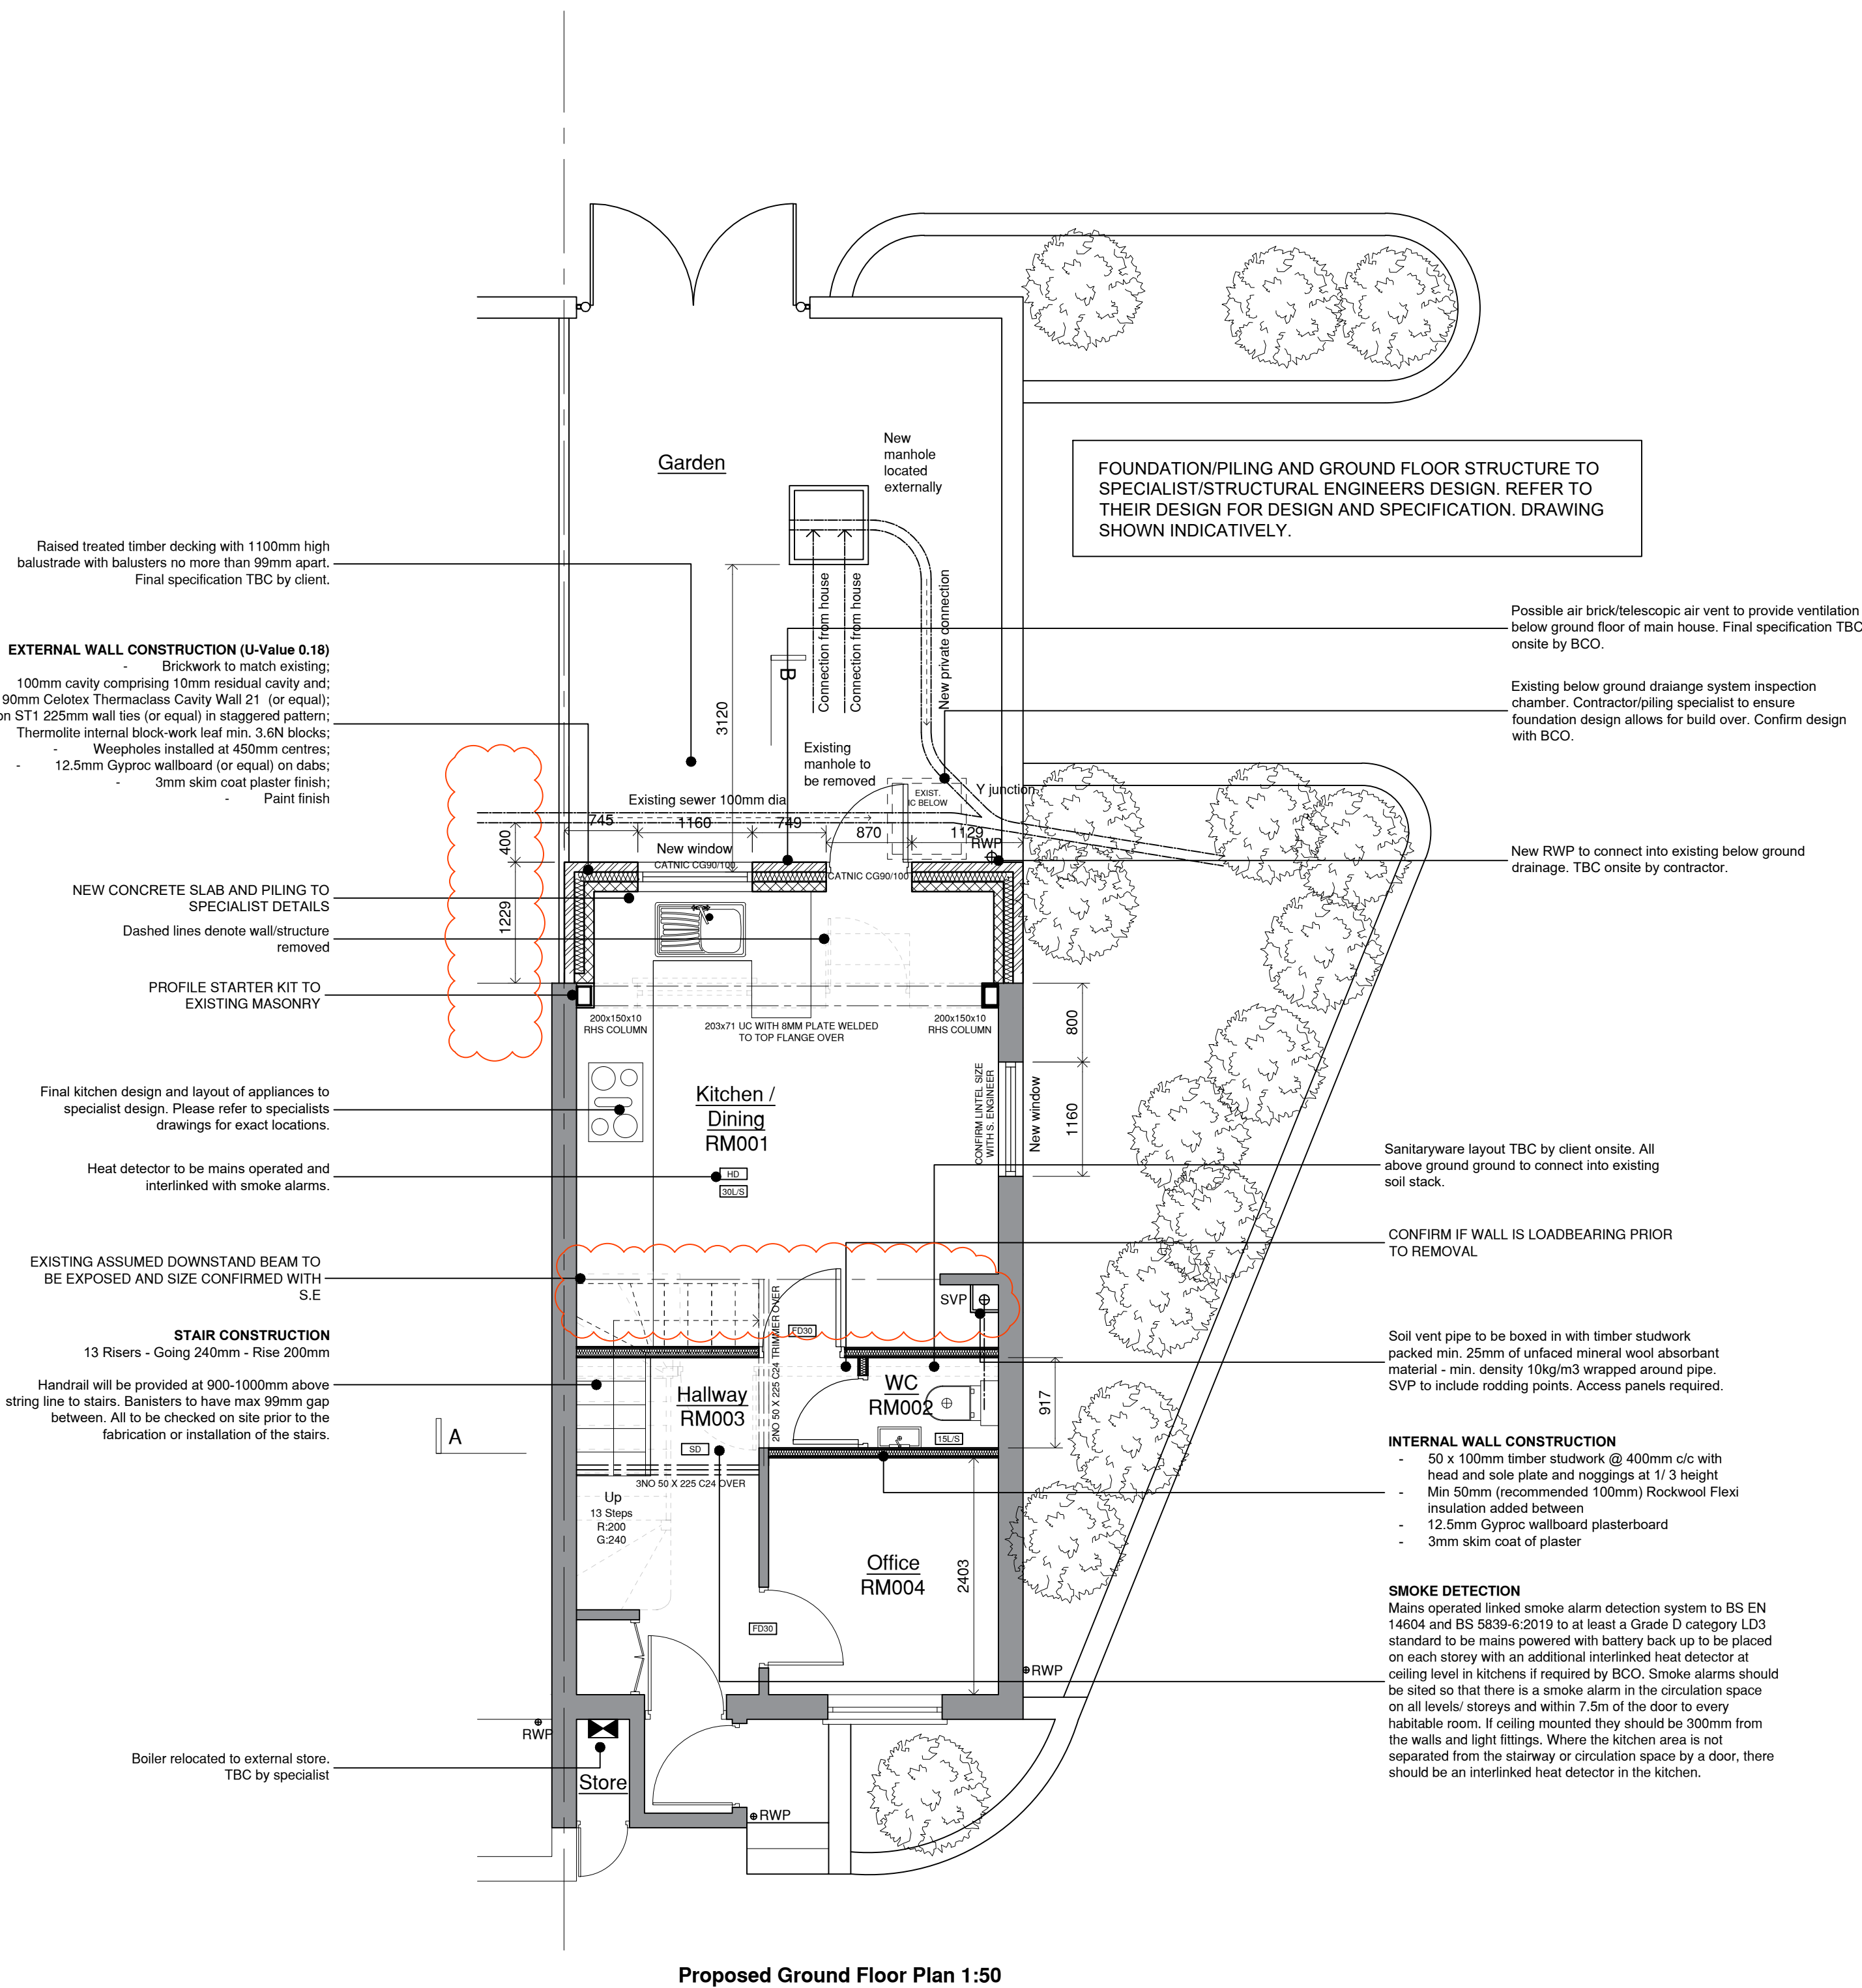 Garden
New
manhole
located
externally
FOUNDATION/PILING AND GROUND FLOOR STRUCTURE TO
SPECIALIST/STRUCTURAL ENGINEERS DESIGN. REFER TO
THEIR DESIGN FOR DESIGN AND SPECIFICATION. DRAWING
SHOWN INDICATIVELY.
Raised treated timber decking with 1100mm high
balustrade with balusters no more than 99mm apart.
Final specification TBC by client.
Connection from house
Connection from house
New private connection
Possible air brick/telescopic air vent to provide ventilation
below ground floor of main house. Final specification TBC
onsite by BCO.
EXTERNAL WALL CONSTRUCTION (U-Value 0.18)
- Brickwork to match existing;
100mm cavity comprising 10mm residual cavity and;
90mm Celotex Thermaclass Cavity Wall 21 (or equal);
on ST1 225mm wall ties (or equal) in staggered pattern;
Thermolite internal block-work leaf min. 3.6N blocks;
- Weepholes installed at 450mm centres;
- 12.5mm Gyproc wallboard (or equal) on dabs;
- 3mm skim coat plaster finish;
- Paint finish
B
3120
Existing below ground draiange system inspection
chamber. Contractor/piling specialist to ensure
foundation design allows for build over. Confirm design
with BCO.
Existing
manhole to
be removed
EXIST.
IC BELOW
Y junction
Existing sewer 100mm dia
745
1160
749
870
1129
400
RWP
New window
CATNIC CG90/100
CATNIC CG90/100
New RWP to connect into existing below ground
drainage. TBC onsite by contractor.
NEW CONCRETE SLAB AND PILING TO
SPECIALIST DETAILS
1229
Dashed lines denote wall/structure
removed
PROFILE STARTER KIT TO
EXISTING MASONRY
200x150x10
RHS COLUMN
203x71 UC WITH 8MM PLATE WELDED
TO TOP FLANGE OVER
200x150x10
RHS COLUMN
800
Final kitchen design and layout of appliances to
specialist design. Please refer to specialists
drawings for exact locations.
Kitchen /
Dining
RM001
CONFIRM LINTEL SIZE
WITH S. ENGINEER
New window
1160
Heat detector to be mains operated and
interlinked with smoke alarms.
HD
30L/S
Sanitaryware layout TBC by client onsite. All
above ground ground to connect into existing
soil stack.
CONFIRM IF WALL IS LOADBEARING PRIOR
TO REMOVAL
EXISTING ASSUMED DOWNSTAND BEAM TO
BE EXPOSED AND SIZE CONFIRMED WITH
S.E
SVP
FD30
2NO 50 X 225 C24 TRIMMER OVER
STAIR CONSTRUCTION
13 Risers - Going 240mm - Rise 200mm
Soil vent pipe to be boxed in with timber studwork
packed min. 25mm of unfaced mineral wool absorbant
material - min. density 10kg/m3 wrapped around pipe.
SVP to include rodding points. Access panels required.
Handrail will be provided at 900-1000mm above
string line to stairs. Banisters to have max 99mm gap
between. All to be checked on site prior to the
fabrication or installation of the stairs.
Hallway
RM003
WC
RM002
917
A
SD
15L/S
INTERNAL WALL CONSTRUCTION
- 50 x 100mm timber studwork @ 400mm c/c with
head and sole plate and noggings at 1/ 3 height
- Min 50mm (recommended 100mm) Rockwool Flexi
insulation added between
- 12.5mm Gyproc wallboard plasterboard
- 3mm skim coat of plaster
3NO 50 X 225 C24 OVER
Up
13 Steps
R:200
G:240
Office
RM004
2403
FD30
SMOKE DETECTION
Mains operated linked smoke alarm detection system to BS EN
14604 and BS 5839-6:2019 to at least a Grade D category LD3
standard to be mains powered with battery back up to be placed
on each storey with an additional interlinked heat detector at
ceiling level in kitchens if required by BCO. Smoke alarms should
be sited so that there is a smoke alarm in the circulation space
on all levels/ storeys and within 7.5m of the door to every
habitable room. If ceiling mounted they should be 300mm from
the walls and light fittings. Where the kitchen area is not
separated from the stairway or circulation space by a door, there
should be an interlinked heat detector in the kitchen.
RWP
RWP
Boiler relocated to external store.
TBC by specialist
Store
RWP
Proposed Ground Floor Plan 1:50